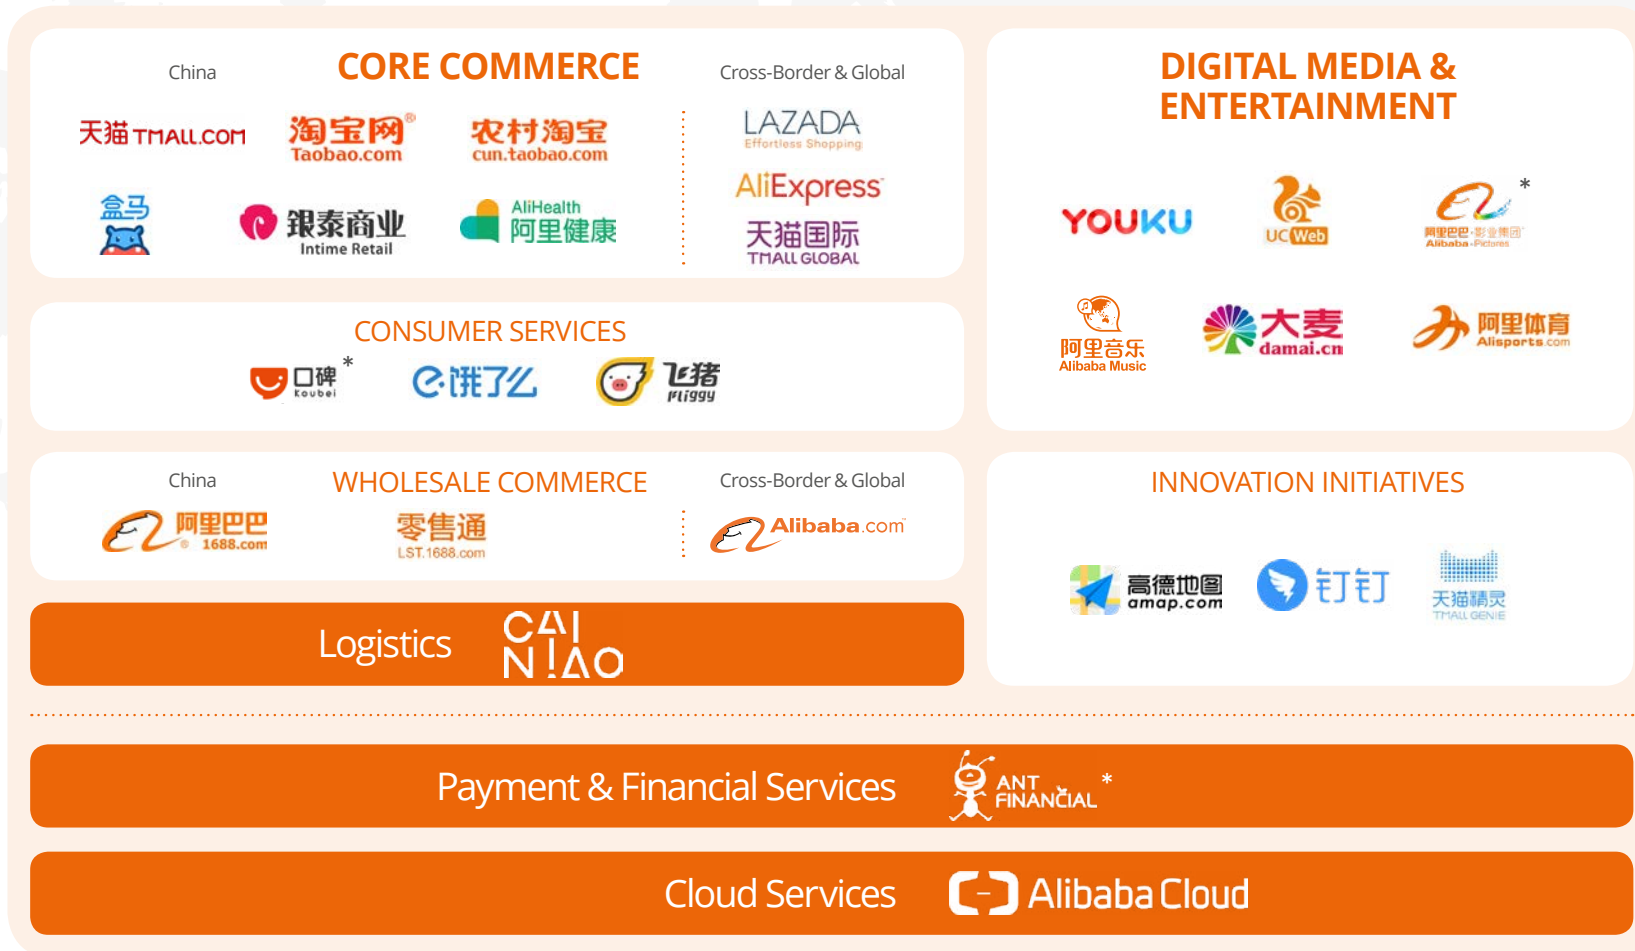 CORE COMMERCE
China
Cross-Border & Global
天猫 TMALL.COM
淘宝网®
Taobao.com
农村淘宝
cun.taobao.com
LAZADA
Effortless Shopping
AliExpress™
盒马
银泰商业
Intime Retail
AliHealth
阿里健康
天猫国际
TMALL GLOBAL
CONSUMER SERVICES
口碑 *
Koubei
饿了么
飞猪
Fliggy
China
WHOLESALE COMMERCE
Cross-Border & Global
阿里巴巴
® 1688.com
零售通
LST.1688.com
Alibaba.com™
Logistics
CAI
NIAO
DIGITAL MEDIA &
ENTERTAINMENT
YOUKU
UC Web
*
阿里巴巴·影业集团
Alibaba·Pictures
阿里音乐
Alibaba Music
大麦
damai.cn
阿里体育
Alisports.com
INNOVATION INITIATIVES
高德地图
amap.com
钉钉
天猫精灵
TMALL GENIE
Payment & Financial Services
ANT
FINANCIAL *
Cloud Services
Alibaba Cloud